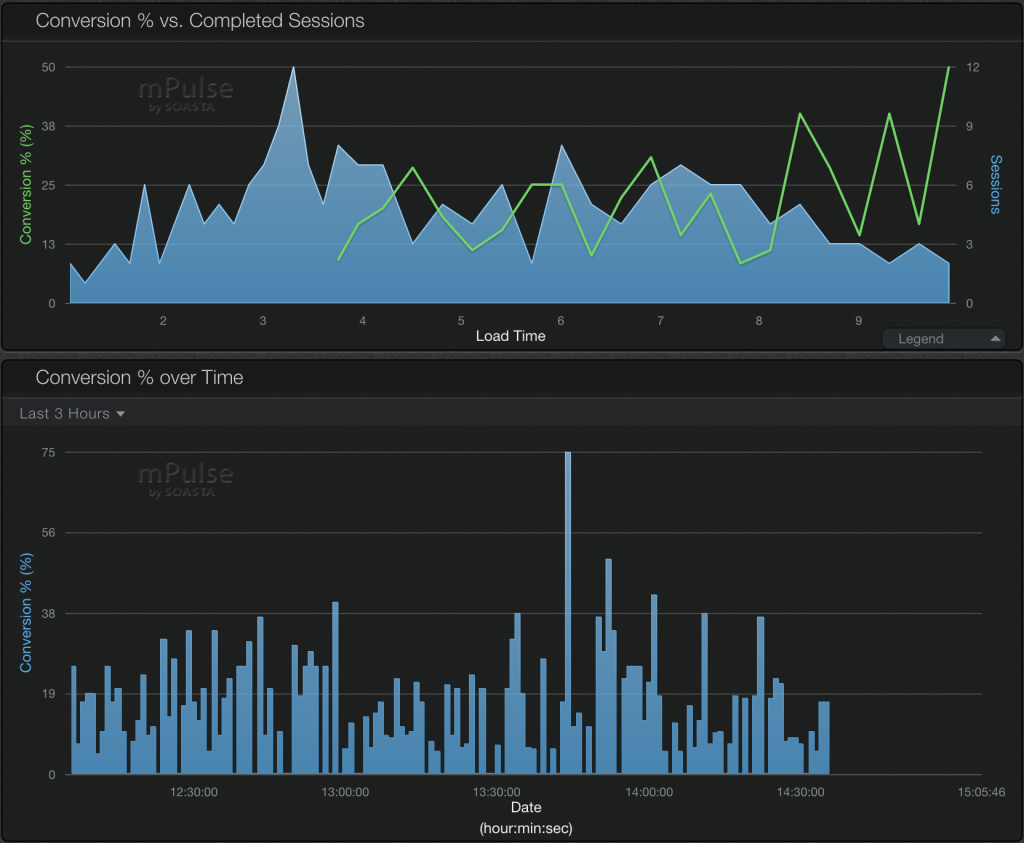 Conversion % vs. Completed Sessions
mPulse
by SOASTA
50
38
25
13
0
12
9
6
3
0
Conversion % (%)
Sessions
2
3
4
5
6
7
8
9
Load Time
Legend
Conversion % over Time
Last 3 Hours
mPulse
by SOASTA
75
56
38
19
0
Conversion % (%)
12:30:00
13:00:00
13:30:00
14:00:00
14:30:00
15:05:46
Date
(hour:min:sec)